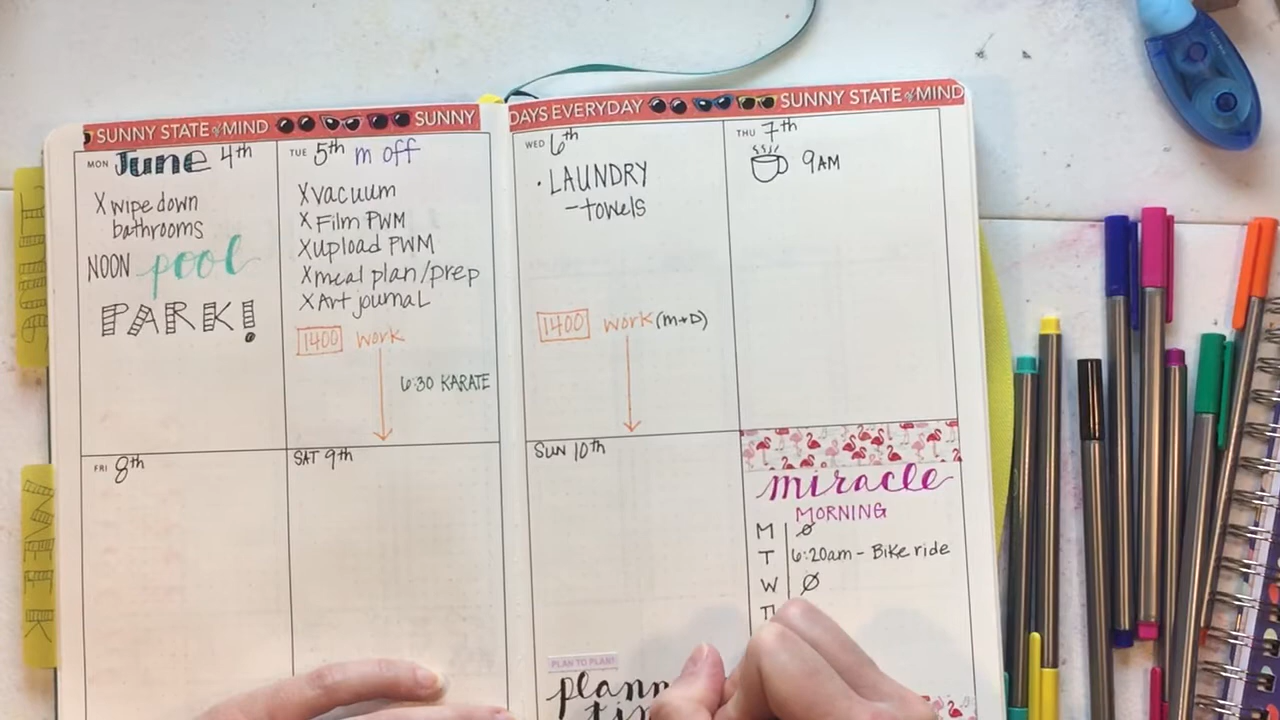 SUNNY STATE of MIND SUNNY
DAYS EVERYDAY SUNNY STATE of MIND
MON June 4th
X wipe down
bathrooms
NOON pool
PARK!
TUE 5th m off
X vacuum
X Film PWM
X upload PWM
X meal plan/prep
X Art journal
1400 work
6:30 KARATE
WED 6th
· LAUNDRY
- towels
1400 work (M+D)
THU 7th
9AM
FRI 8th
SAT 9th
SUN 10th
PLAN TO PLAN!
miracle
MORNING
M Ø
T 6:20am - Bike ride
W Ø
WEEK